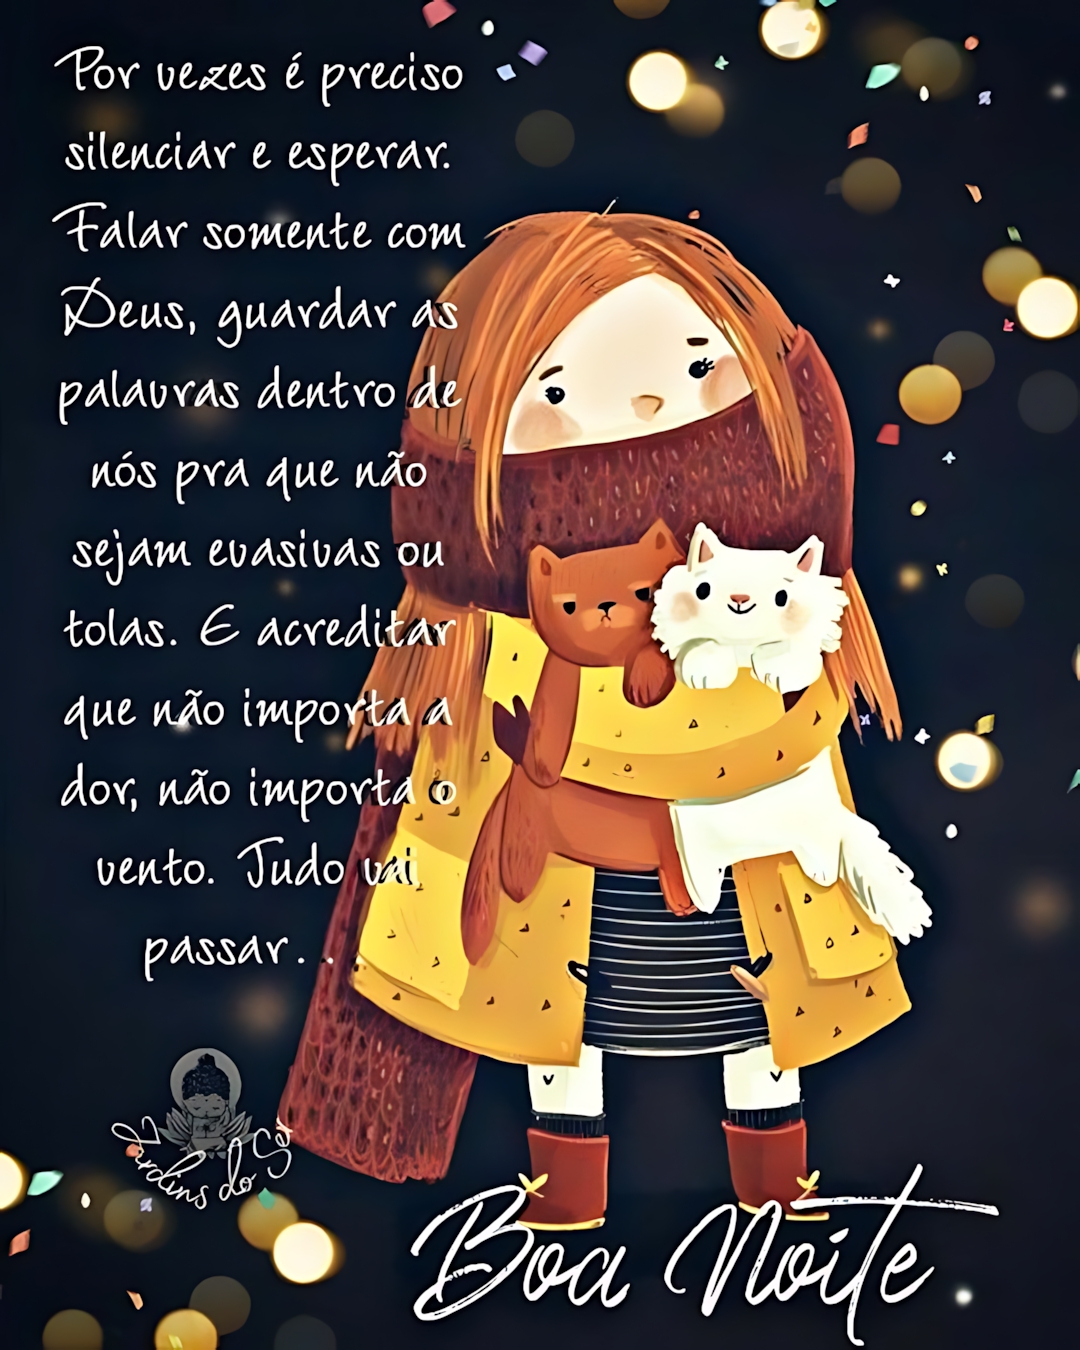 Por vezes é preciso
silenciar e esperar.
Falar somente com
Deus, guardar as
palavras dentro de
nós pra que não
sejam evasivas ou
tolas. E acreditar
que não importa a
dor, não importa o
vento. Tudo vai
passar...
Jardins do Ser
Boa Noite